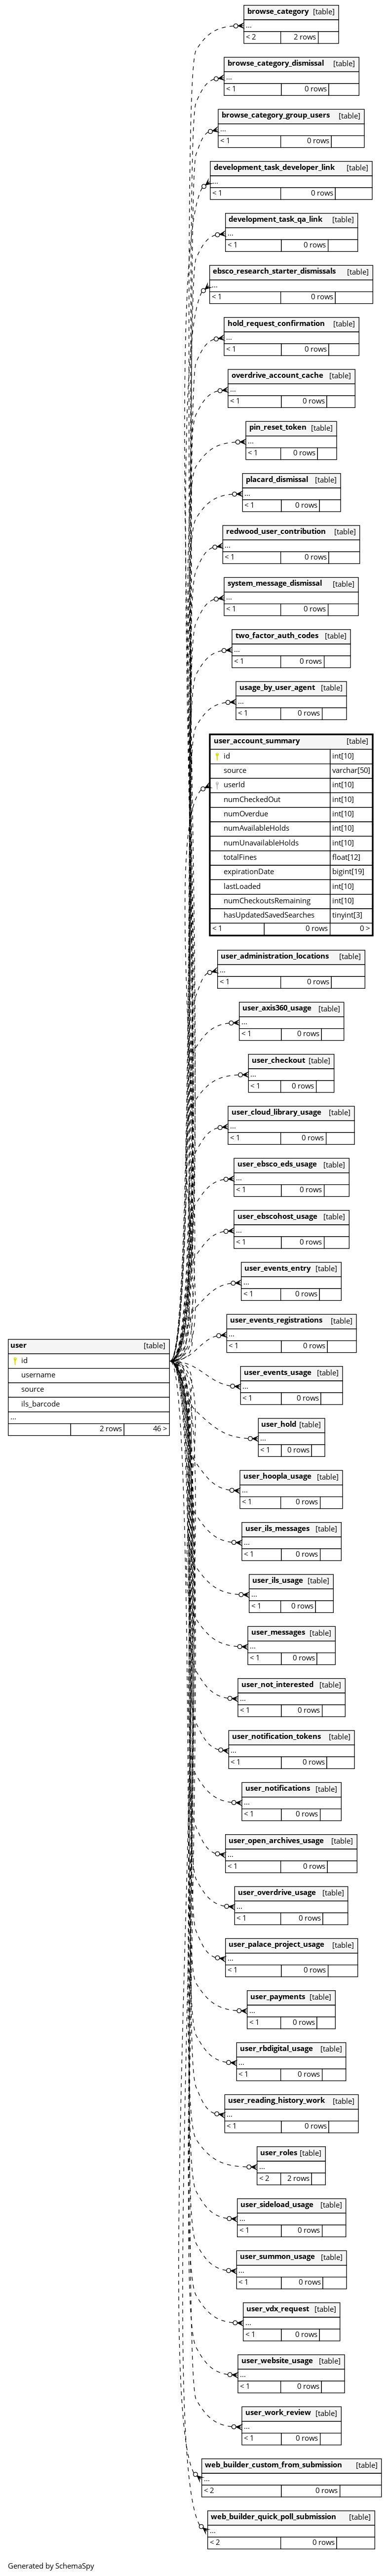 browse_category [table]
...
< 2 2 rows
browse_category_dismissal [table]
...
< 1 0 rows
browse_category_group_users [table]
...
< 1 0 rows
development_task_developer_link [table]
...
< 1 0 rows
development_task_qa_link [table]
...
< 1 0 rows
ebsco_research_starter_dismissals [table]
...
< 1 0 rows
hold_request_confirmation [table]
...
< 1 0 rows
overdrive_account_cache [table]
...
< 1 0 rows
pin_reset_token [table]
...
< 1 0 rows
placard_dismissal [table]
...
< 1 0 rows
redwood_user_contribution [table]
...
< 1 0 rows
system_message_dismissal [table]
...
< 1 0 rows
two_factor_auth_codes [table]
...
< 1 0 rows
usage_by_user_agent [table]
...
< 1 0 rows
user_account_summary [table]
id int[10]
source varchar[50]
userId int[10]
numCheckedOut int[10]
numOverdue int[10]
numAvailableHolds int[10]
numUnavailableHolds int[10]
totalFines float[12]
expirationDate bigint[19]
lastLoaded int[10]
numCheckoutsRemaining int[10]
hasUpdatedSavedSearches tinyint[3]
< 1 0 rows 0 >
user_administration_locations [table]
...
< 1 0 rows
user_axis360_usage [table]
...
< 1 0 rows
user_checkout [table]
...
< 1 0 rows
user_cloud_library_usage [table]
...
< 1 0 rows
user_ebsco_eds_usage [table]
...
< 1 0 rows
user_ebscohost_usage [table]
...
< 1 0 rows
user_events_entry [table]
...
< 1 0 rows
user_events_registrations [table]
...
< 1 0 rows
user [table]
id
username
source
ils_barcode
...
2 rows 46 >
user_events_usage [table]
...
< 1 0 rows
user_hold [table]
...
< 1 0 rows
user_hoopla_usage [table]
...
< 1 0 rows
user_ils_messages [table]
...
< 1 0 rows
user_ils_usage [table]
...
< 1 0 rows
user_messages [table]
...
< 1 0 rows
user_not_interested [table]
...
< 1 0 rows
user_notification_tokens [table]
...
< 1 0 rows
user_notifications [table]
...
< 1 0 rows
user_open_archives_usage [table]
...
< 1 0 rows
user_overdrive_usage [table]
...
< 1 0 rows
user_palace_project_usage [table]
...
< 1 0 rows
user_payments [table]
...
< 1 0 rows
user_rbdigital_usage [table]
...
< 1 0 rows
user_reading_history_work [table]
...
< 1 0 rows
user_roles [table]
...
< 2 2 rows
user_sideload_usage [table]
...
< 1 0 rows
user_summon_usage [table]
...
< 1 0 rows
user_vdx_request [table]
...
< 1 0 rows
user_website_usage [table]
...
< 1 0 rows
user_work_review [table]
...
< 1 0 rows
web_builder_custom_from_submission [table]
...
< 2 0 rows
web_builder_quick_poll_submission [table]
...
< 2 0 rows
Generated by SchemaSpy